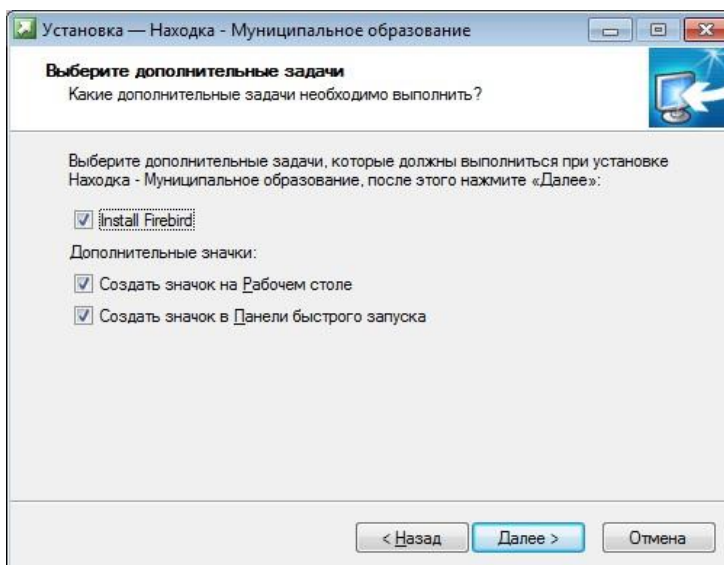 Установка — Находка - Муниципальное образование
Выберите дополнительные задачи
Какие дополнительные задачи необходимо выполнить?
Выберите дополнительные задачи, которые должны выполниться при установке
Находка - Муниципальное образование, после этого нажмите «Далее»:
Install Firebird
Дополнительные значки:
Создать значок на Рабочем столе
Создать значок в Панели быстрого запуска
< Назад Далее > Отмена